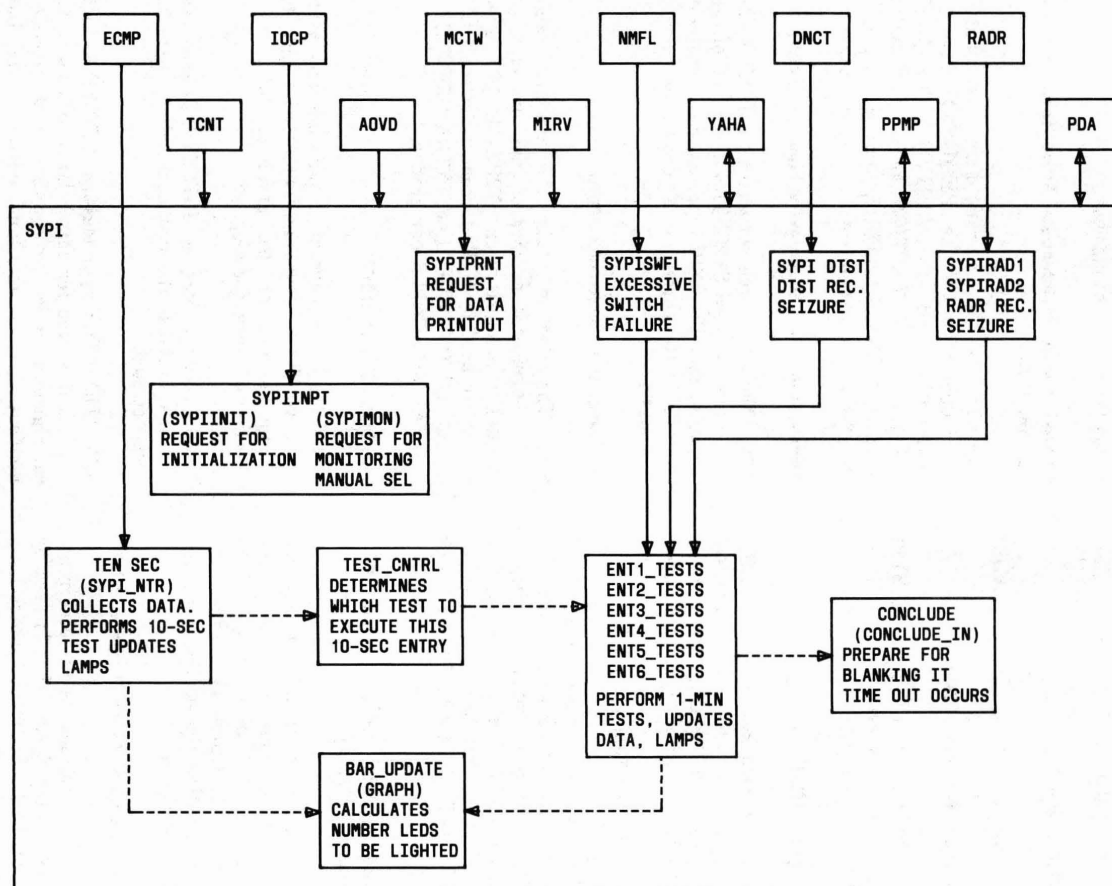 ECMP
IOCP
MCTW
NMFL
DNCT
RADR
TCNT
AOVD
MIRV
YAHA
PPMP
PDA
SYPI
SYPIPRNT
REQUEST
FOR DATA
PRINTOUT
SYPISWFL
EXCESSIVE
SWITCH
FAILURE
SYPI DTST
DTST REC.
SEIZURE
SYPIRAD1
SYPIRAD2
RADR REC.
SEIZURE
SYPIINPT
(SYPIINIT)
REQUEST FOR
INITIALIZATION
(SYPIMON)
REQUEST FOR
MONITORING
MANUAL SEL
TEN SEC
(SYPI_NTR)
COLLECTS DATA.
PERFORMS 10-SEC
TEST UPDATES
LAMPS
TEST_CNTRL
DETERMINES
WHICH TEST TO
EXECUTE THIS
10-SEC ENTRY
ENT1_TESTS
ENT2_TESTS
ENT3_TESTS
ENT4_TESTS
ENT5_TESTS
ENT6_TESTS
PERFORM 1-MIN
TESTS, UPDATES
DATA, LAMPS
CONCLUDE
(CONCLUDE_IN)
PREPARE FOR
BLANKING IT
TIME OUT OCCURS
BAR_UPDATE
(GRAPH)
CALCULATES
NUMBER LEDS
TO BE LIGHTED